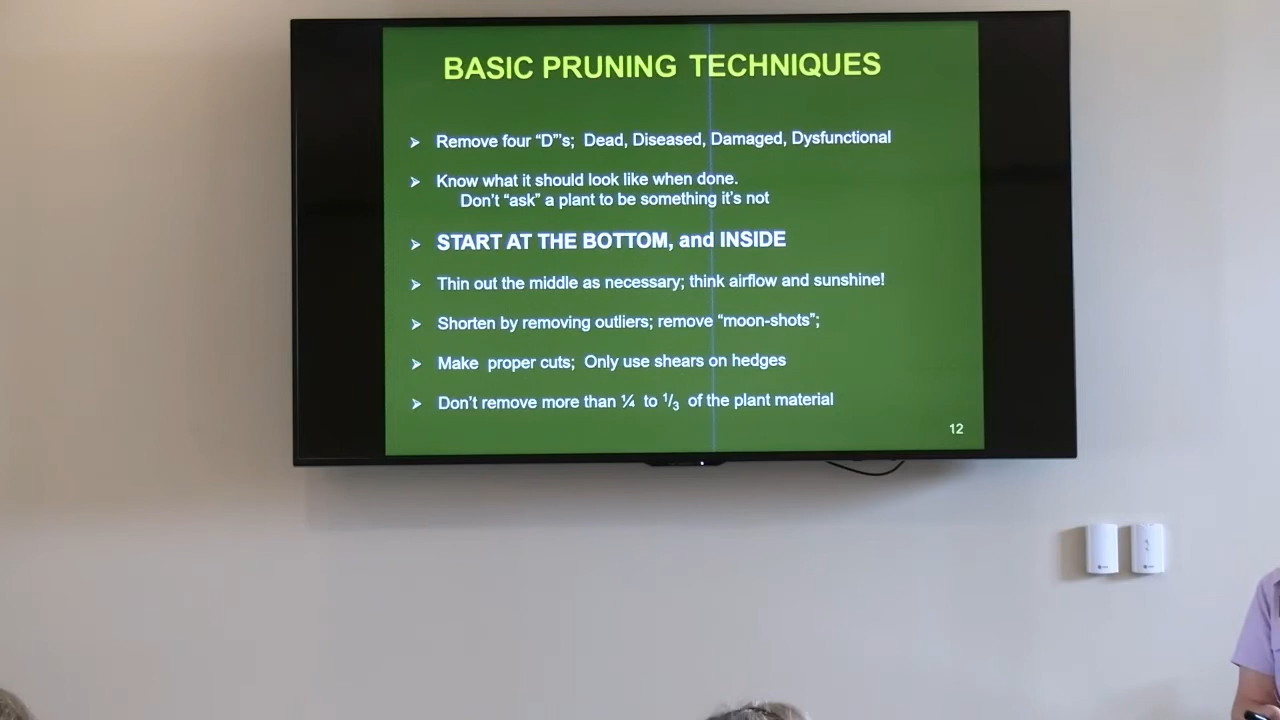 BASIC PRUNING TECHNIQUES
➢ Remove four “D”’s;  Dead, Diseased, Damaged, Dysfunctional
➢ Know what it should look like when done.
Don’t “ask” a plant to be something it’s not
➢ START AT THE BOTTOM, and INSIDE
➢ Thin out the middle as necessary; think airflow and sunshine!
➢ Shorten by removing outliers; remove “moon-shots”;
➢ Make  proper cuts;  Only use shears on hedges
➢ Don’t remove more than ¼  to 1/3  of the plant material
12